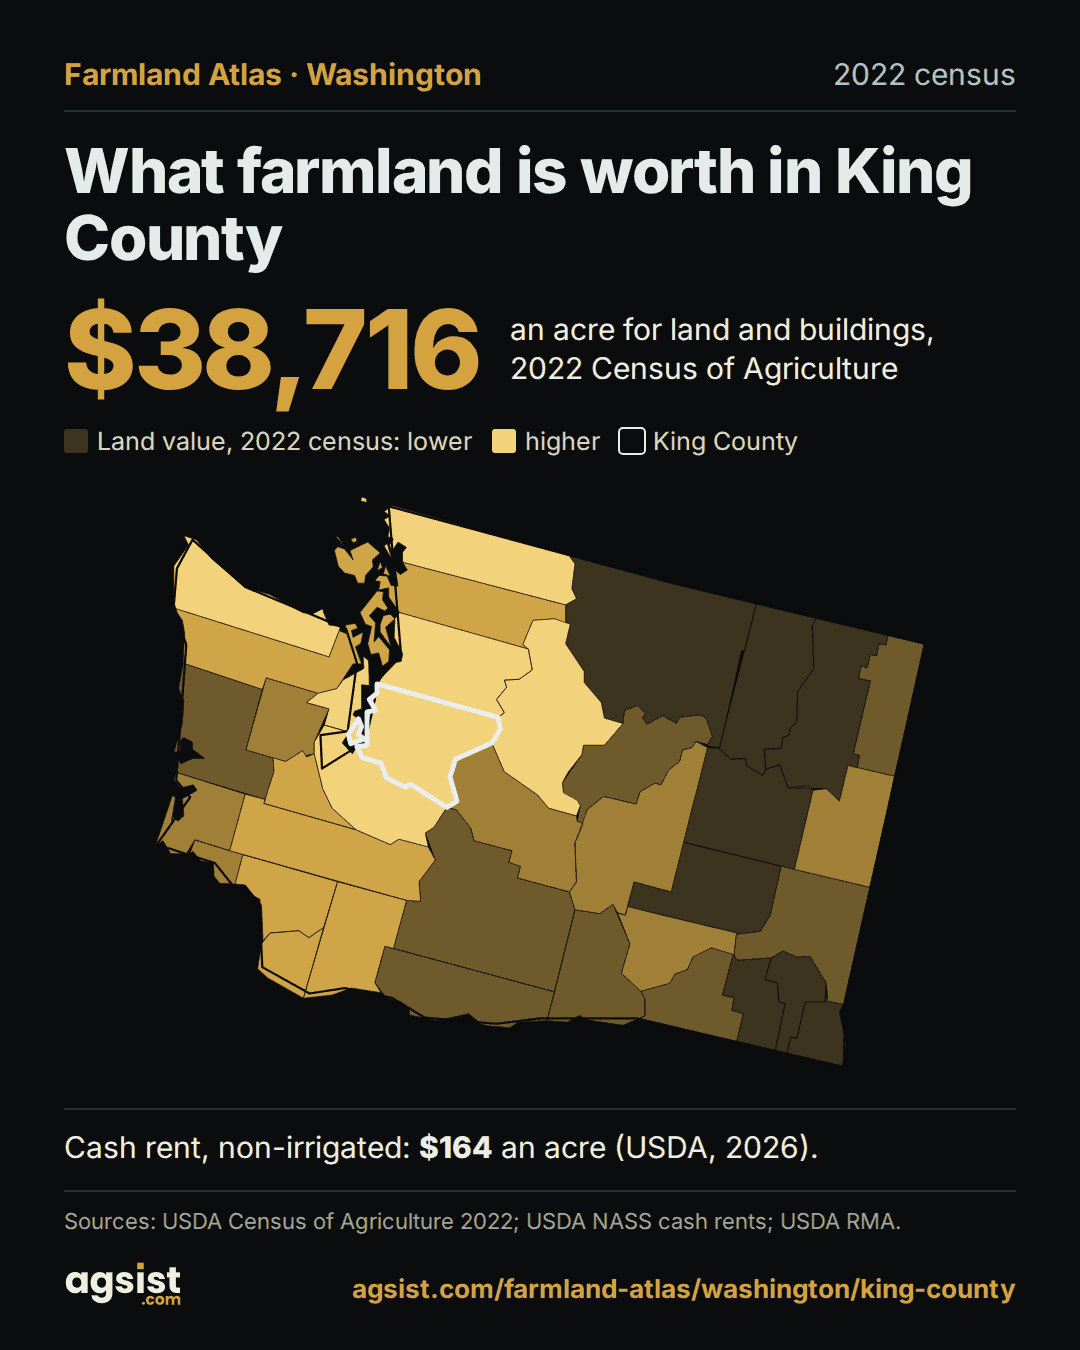 Farmland Atlas · Washington
2022 census
What farmland is worth in King
County
$38,716
an acre for land and buildings,
2022 Census of Agriculture
Land value, 2022 census: lower
higher
King County
Cash rent, non-irrigated: $164 an acre (USDA, 2026).
Sources: USDA Census of Agriculture 2022; USDA NASS cash rents; USDA RMA.
agsist
.com
agsist.com/farmland-atlas/washington/king-county